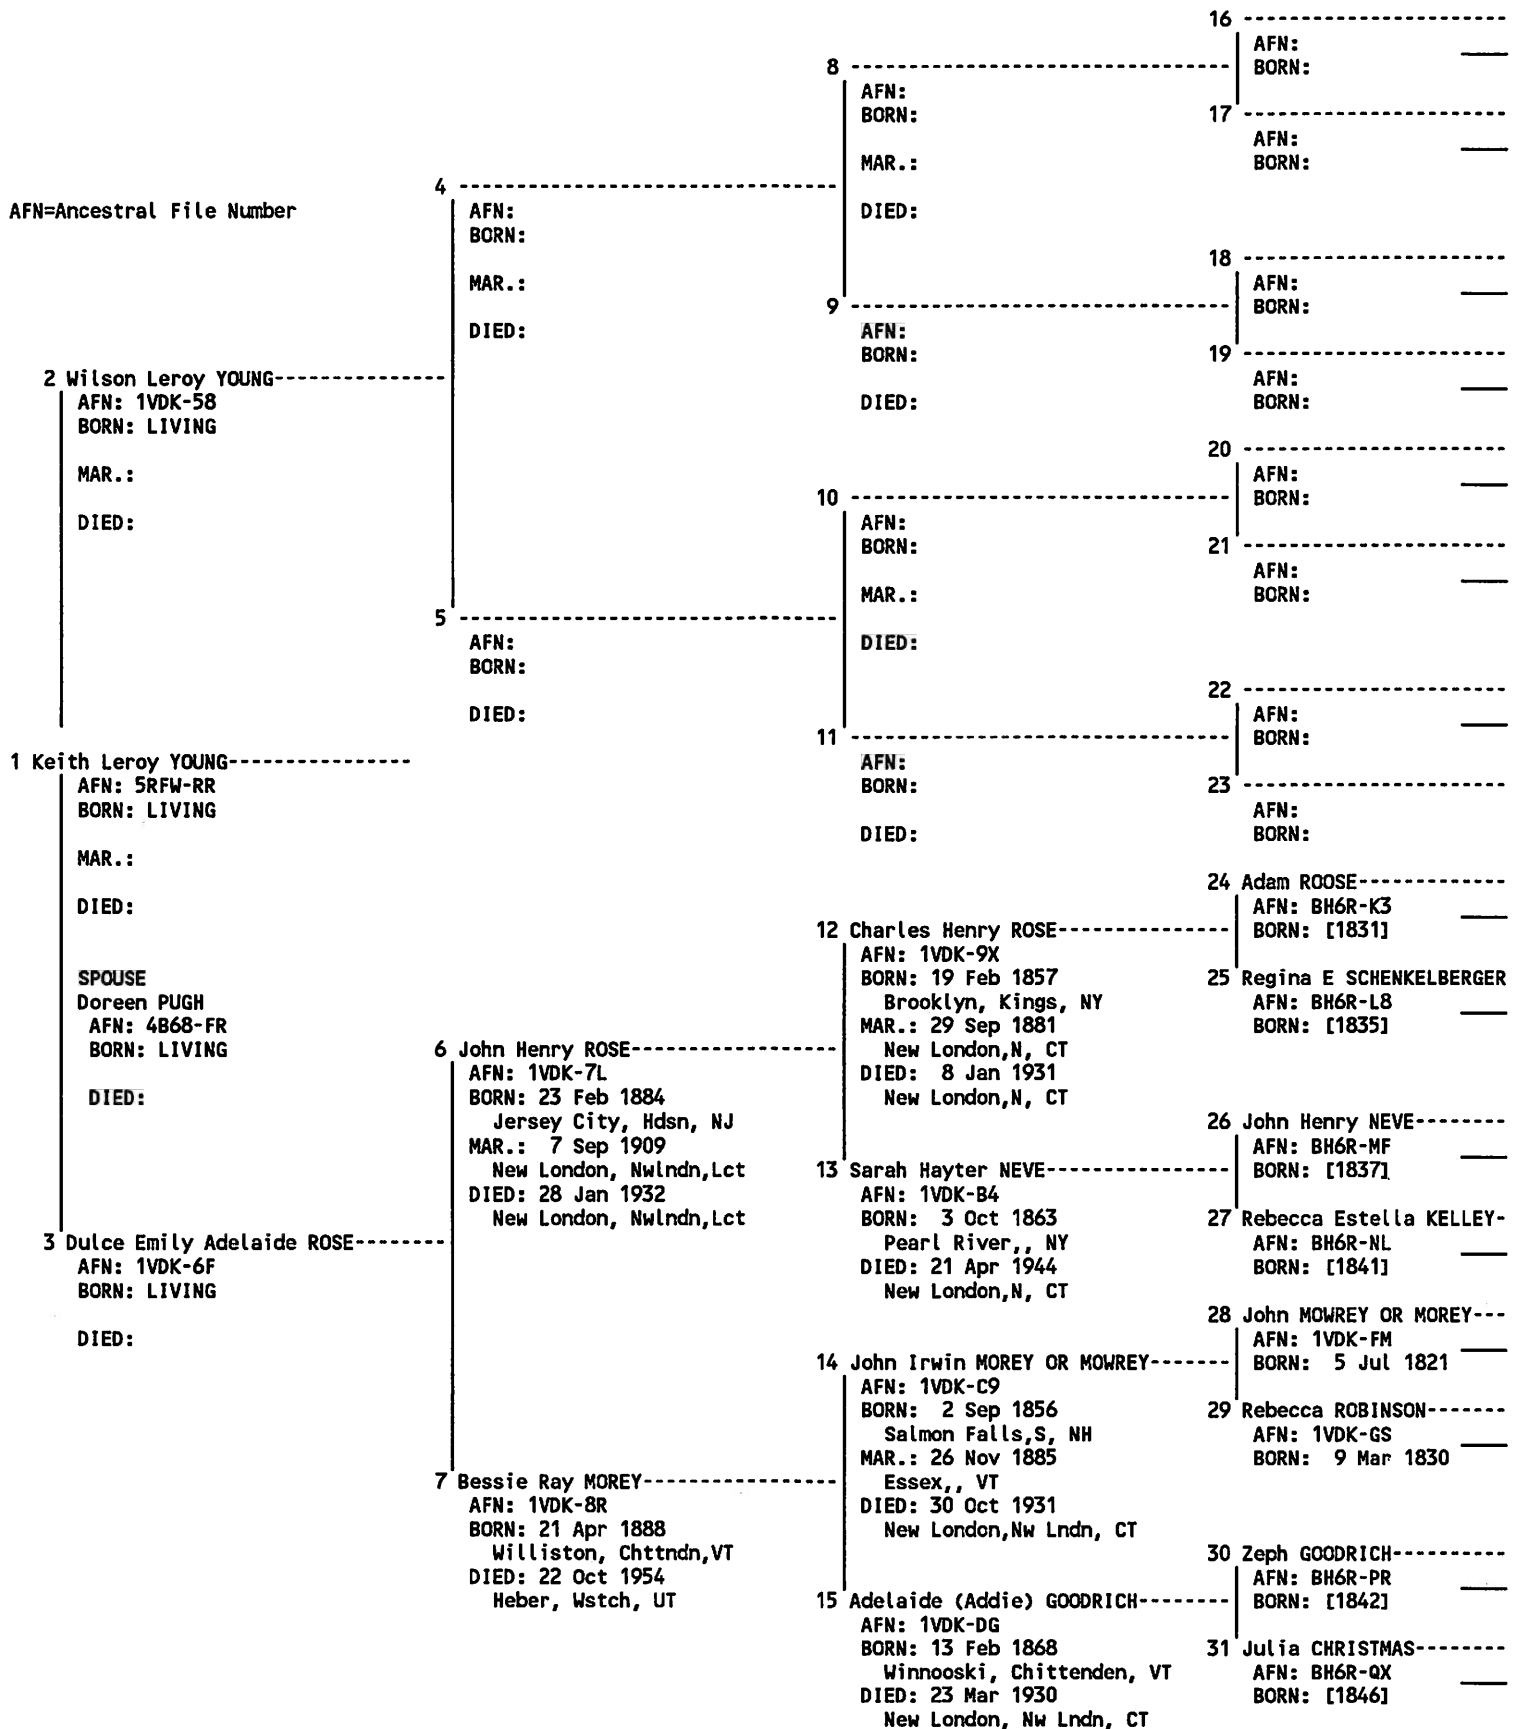 AFN=Ancestral File Number
1 Keith Leroy YOUNG----------------
AFN: 5RFW-RR
BORN: LIVING
MAR.:
DIED:
SPOUSE
Doreen PUGH
AFN: 4B68-FR
BORN: LIVING
DIED:
2 Wilson Leroy YOUNG---------------
AFN: 1VDK-58
BORN: LIVING
MAR.:
DIED:
3 Dulce Emily Adelaide ROSE--------
AFN: 1VDK-6F
BORN: LIVING
DIED:
4 ---------------------------------
AFN:
BORN:
MAR.:
DIED:
5 ---------------------------------
AFN:
BORN:
DIED:
6 John Henry ROSE------------------
AFN: 1VDK-7L
BORN: 23 Feb 1884
Jersey City, Hdsn, NJ
MAR.: 7 Sep 1909
New London, Nwlndn,Lct
DIED: 28 Jan 1932
New London, Nwlndn,Lct
7 Bessie Ray MOREY-----------------
AFN: 1VDK-8R
BORN: 21 Apr 1888
Williston, Chttndn,VT
DIED: 22 Oct 1954
Heber, Wstch, UT
8 ---------------------------------
AFN:
BORN:
MAR.:
DIED:
9 ---------------------------------
AFN:
BORN:
DIED:
10 ---------------------------------
AFN:
BORN:
MAR.:
DIED:
11 ---------------------------------
AFN:
BORN:
DIED:
12 Charles Henry ROSE---------------
AFN: 1VDK-9X
BORN: 19 Feb 1857
Brooklyn, Kings, NY
MAR.: 29 Sep 1881
New London,N, CT
DIED: 8 Jan 1931
New London,N, CT
13 Sarah Hayter NEVE----------------
AFN: 1VDK-B4
BORN: 3 Oct 1863
Pearl River,, NY
DIED: 21 Apr 1944
New London,N, CT
14 John Irwin MOREY OR MOWREY-------
AFN: 1VDK-C9
BORN: 2 Sep 1856
Salmon Falls,S, NH
MAR.: 26 Nov 1885
Essex,, VT
DIED: 30 Oct 1931
New London,Nw Lndn, CT
15 Adelaide (Addie) GOODRICH--------
AFN: 1VDK-DG
BORN: 13 Feb 1868
Winnooski, Chittenden, VT
DIED: 23 Mar 1930
New London, Nw Lndn, CT
16 -----------------------
AFN:
BORN:
17 -----------------------
AFN:
BORN:
18 -----------------------
AFN:
BORN:
19 -----------------------
AFN:
BORN:
20 -----------------------
AFN:
BORN:
21 -----------------------
AFN:
BORN:
22 -----------------------
AFN:
BORN:
23 -----------------------
AFN:
BORN:
24 Adam ROOSE-------------
AFN: BH6R-K3
BORN: [1831]
25 Regina E SCHENKELBERGER
AFN: BH6R-L8
BORN: [1835]
26 John Henry NEVE--------
AFN: BH6R-MF
BORN: [1837]
27 Rebecca Estella KELLEY-
AFN: BH6R-NL
BORN: [1841]
28 John MOWREY OR MOREY---
AFN: 1VDK-FM
BORN: 5 Jul 1821
29 Rebecca ROBINSON-------
AFN: 1VDK-GS
BORN: 9 Mar 1830
30 Zeph GOODRICH----------
AFN: BH6R-PR
BORN: [1842]
31 Julia CHRISTMAS--------
AFN: BH6R-QX
BORN: [1846]